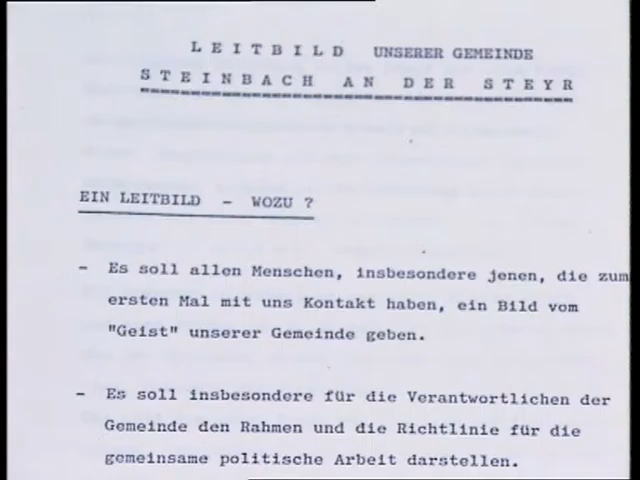 LEITBILD UNSERER GEMEINDE
STEINBACH AN DER STEYR
EIN LEITBILD - WOZU ?
- Es soll allen Menschen, insbesondere jenen, die zum
ersten Mal mit uns Kontakt haben, ein Bild vom
"Geist" unserer Gemeinde geben.
- Es soll insbesondere für die Verantwortlichen der
Gemeinde den Rahmen und die Richtlinie für die
gemeinsame politische Arbeit darstellen.